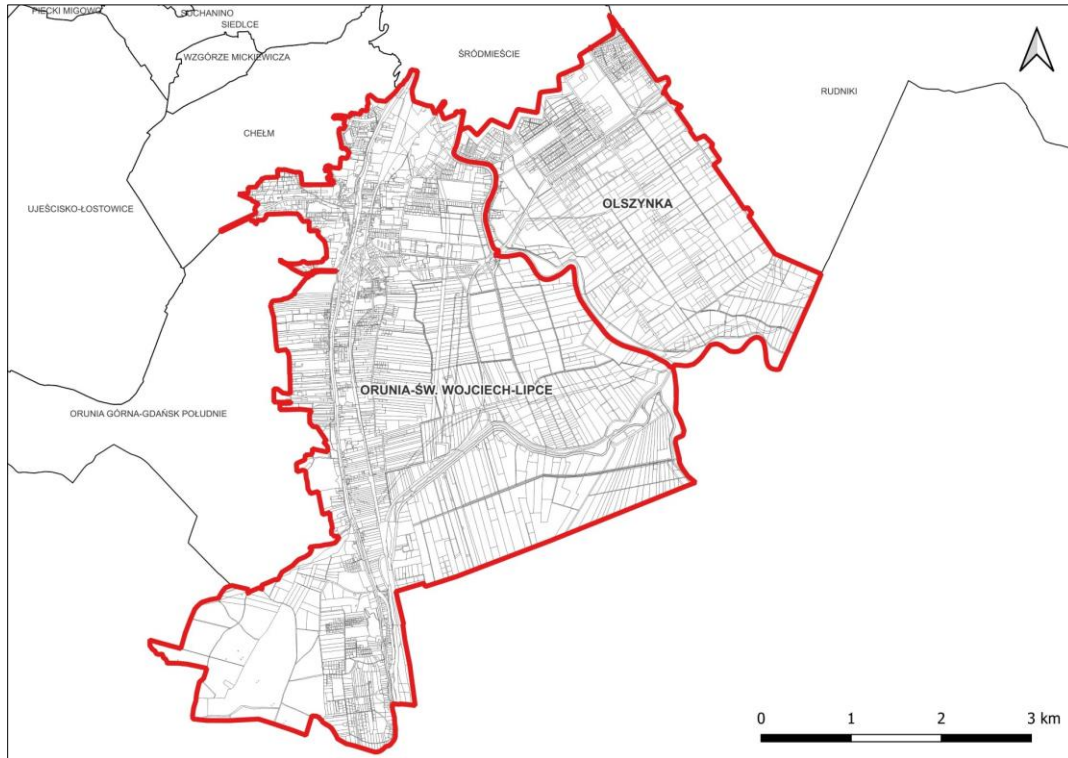 PIECKI MIGOWO
SUCHANINO
SIEDLCE
WZGÓRZE MICKIEWICZA
ŚRÓDMIEŚCIE
RUDNIKI
CHEŁM
OLSZYNKA
UJEŚCISKO-ŁOSTOWICE
ORUNIA-ŚW. WOJCIECH-LIPCE
ORUNIA GÓRNA-GDAŃSK POŁUDNIE
0 1 2 3 km